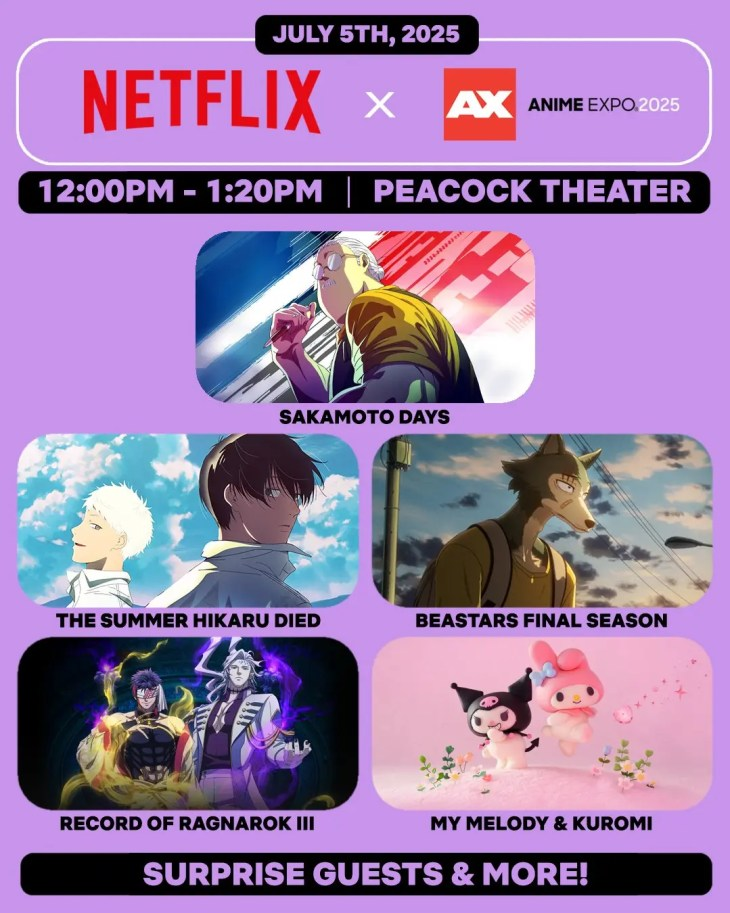 JULY 5TH, 2025
NETFLIX X AX ANIME EXPO 2025
12:00PM - 1:20PM | PEACOCK THEATER
SAKAMOTO DAYS
THE SUMMER HIKARU DIED
BEASTARS FINAL SEASON
RECORD OF RAGNAROK III
MY MELODY & KUROMI
SURPRISE GUESTS & MORE!